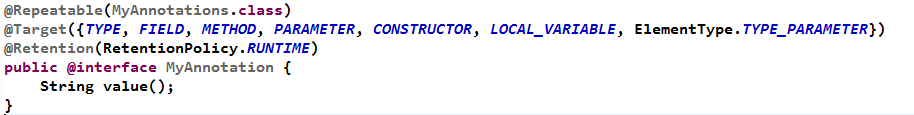 @Repeatable(MyAnnotations.class)
@Target({TYPE, FIELD, METHOD, PARAMETER, CONSTRUCTOR, LOCAL_VARIABLE, ElementType.TYPE_PARAMETER})
@Retention(RetentionPolicy.RUNTIME)
public @interface MyAnnotation {
    String value();
}